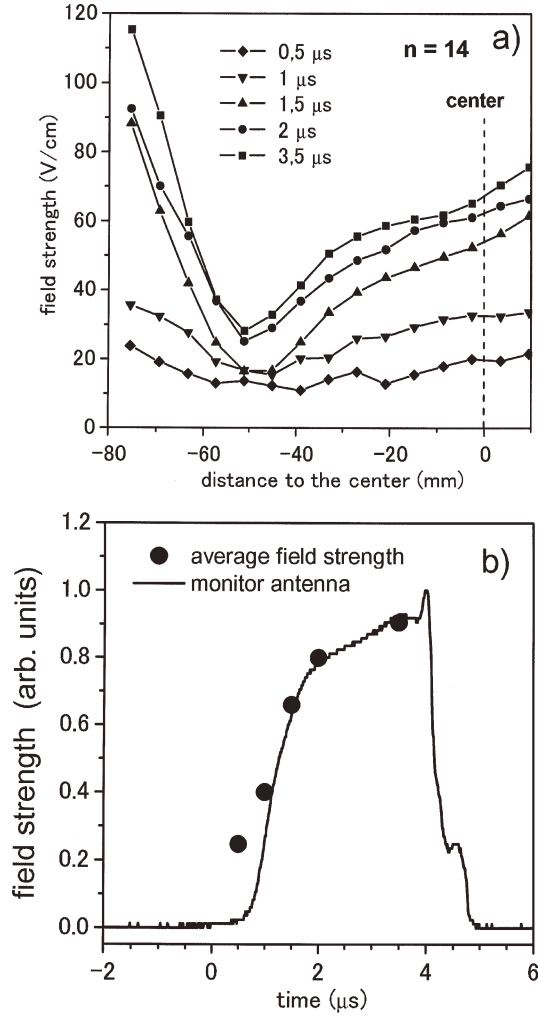 120
100
80
60
40
20
0
field strength (V/cm)
0,5 μs
1 μs
1,5 μs
2 μs
3,5 μs
n = 14
a)
center
-80
-60
-40
-20
0
distance to the center (mm)
1.2
1.0
0.8
0.6
0.4
0.2
0.0
field strength (arb. units)
average field strength
monitor antenna
b)
-2
0
2
4
6
time (μs)